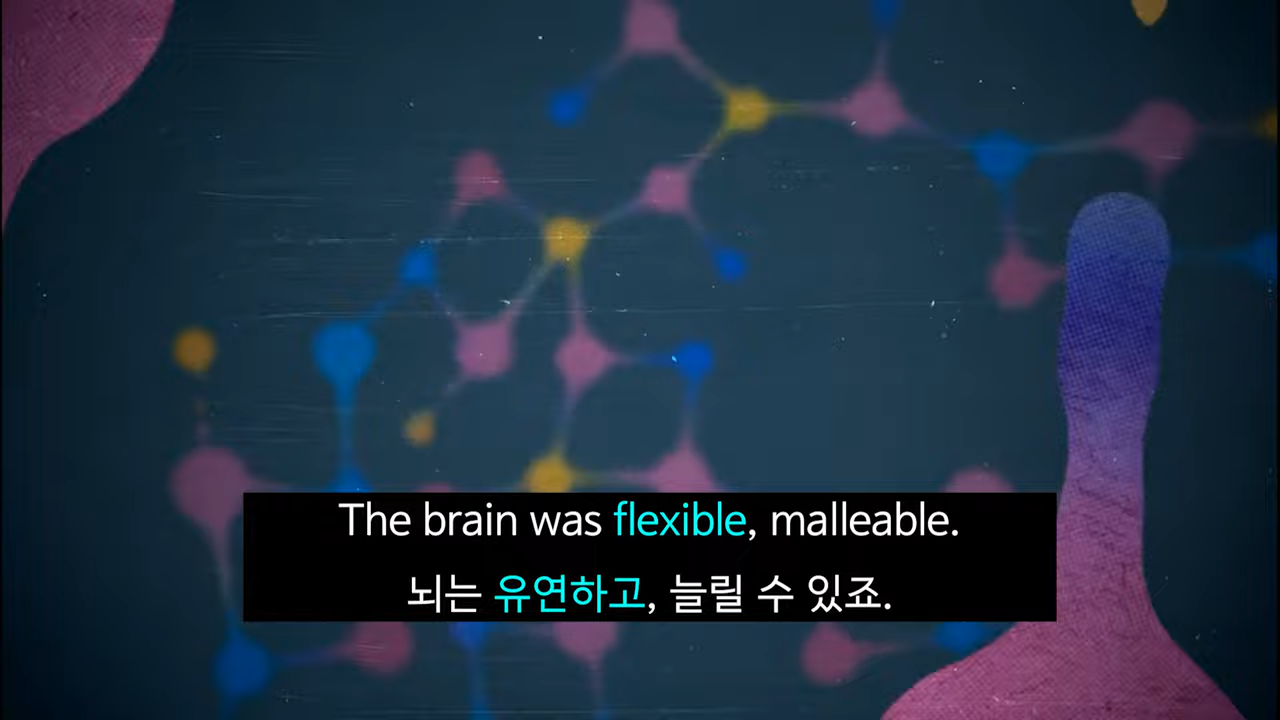 The brain was flexible, malleable.
뇌는 유연하고, 늘릴 수 있죠.